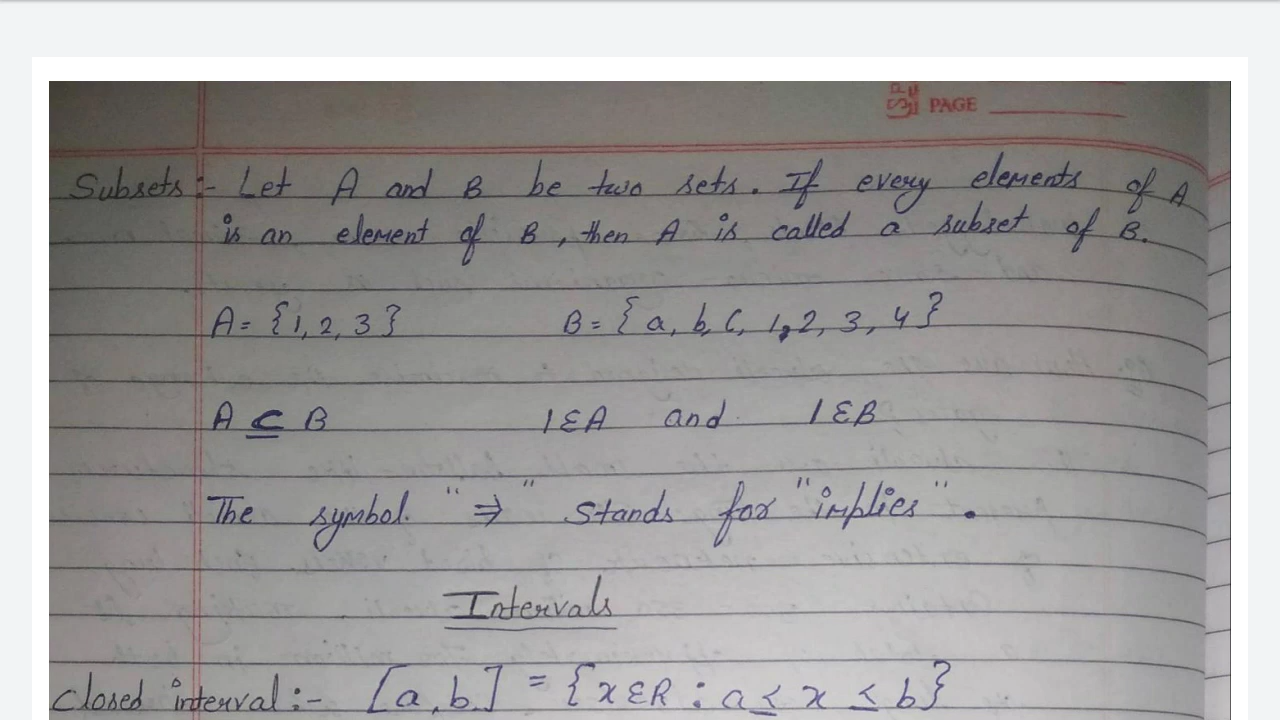 PAGE
Subsets :- Let A and B be two sets. If every elements of A
is an element of B, then A is called a subset of B.
A = {1, 2, 3} B = {a, b, c, 1, 2, 3, 4}
A ⊆ B 1 ∈ A and 1 ∈ B
The symbol "⇒" stands for "implies".
Intervals
Closed interval :- [a, b] = {x ∈ R : a ≤ x ≤ b}